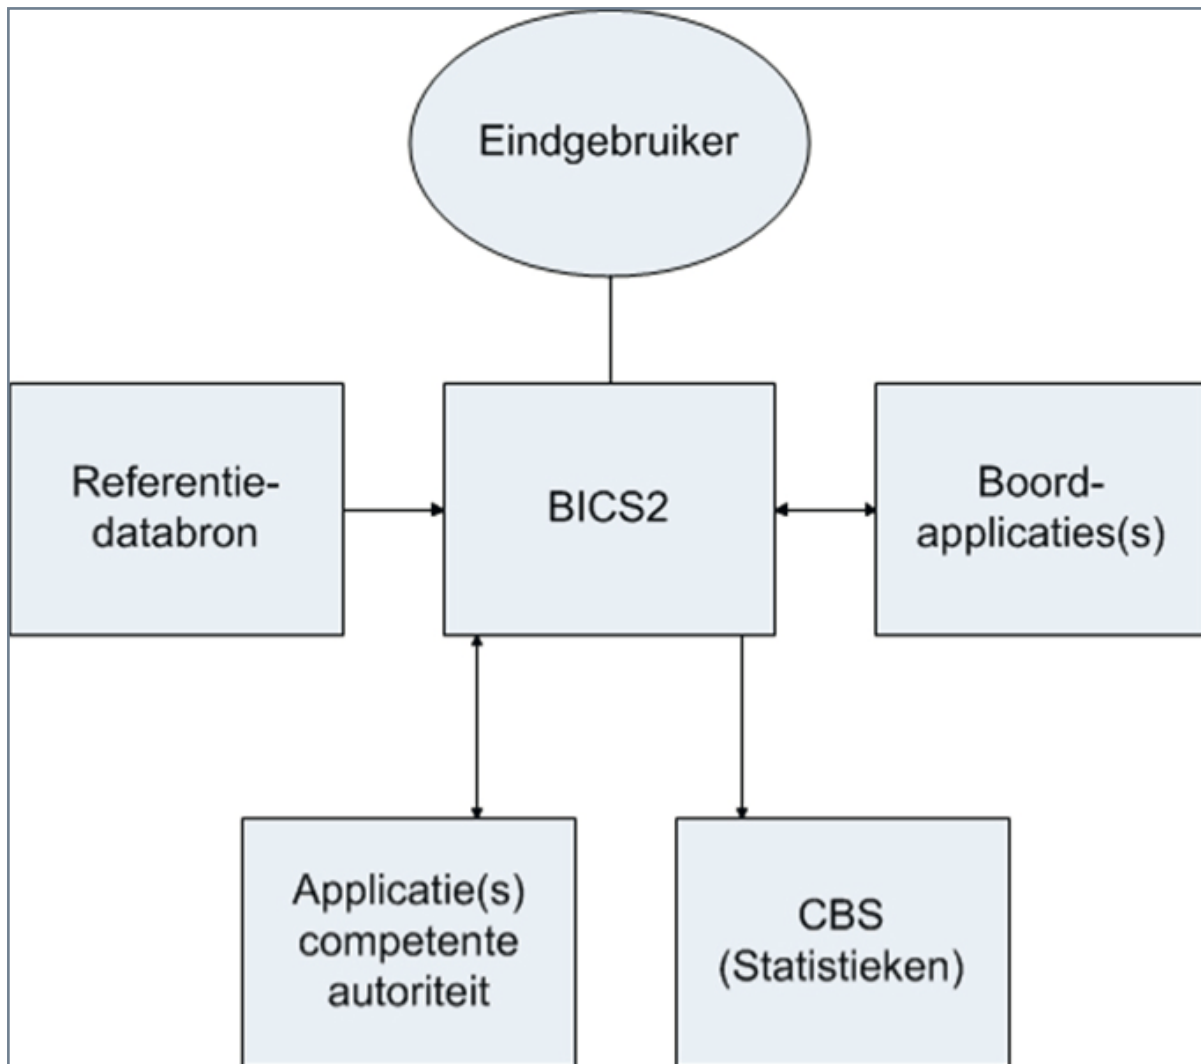 Eindgebruiker
Referentie-
databron
BICS2
Boord-
applicaties(s)
Applicatie(s)
competente
autoriteit
CBS
(Statistieken)